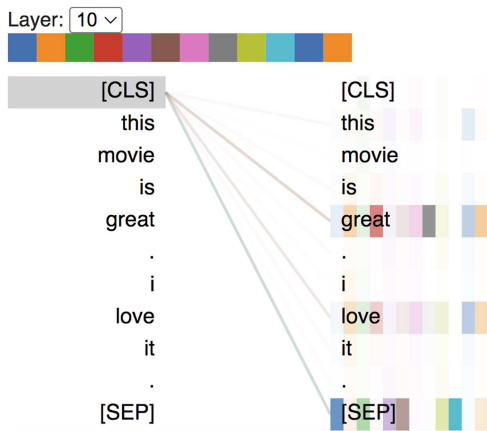 Layer: 10
[CLS] [CLS]
this this
movie movie
is is
great great
. .
i i
love love
it it
. .
[SEP] [SEP]